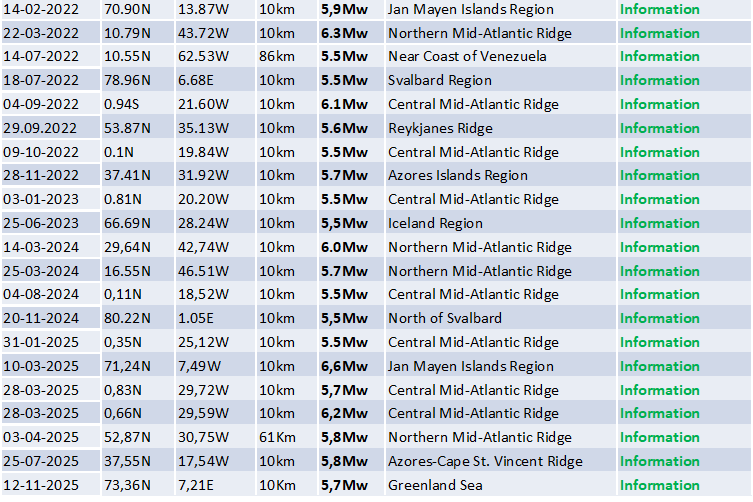 14-02-2022 70.90N 13.87W 10km 5,9Mw Jan Mayen Islands Region Information
22-03-2022 10.79N 43.72W 10km 6.3Mw Northern Mid-Atlantic Ridge Information
14-07-2022 10.55N 62.53W 86km 5.5Mw Near Coast of Venezuela Information
18-07-2022 78.96N 6.68E 10km 5.5Mw Svalbard Region Information
04-09-2022 0.94S 21.60W 10km 6.1Mw Central Mid-Atlantic Ridge Information
29.09.2022 53.87N 35.13W 10km 5.6Mw Reykjanes Ridge Information
09-10-2022 0.1N 19.84W 10km 5.5Mw Central Mid-Atlantic Ridge Information
28-11-2022 37.41N 31.92W 10km 5.7Mw Azores Islands Region Information
03-01-2023 0.81N 20.20W 10km 5.5Mw Central Mid-Atlantic Ridge Information
25-06-2023 66.69N 28.24W 10km 5,5Mw Iceland Region Information
14-03-2024 29,64N 42,74W 10km 6.0Mw Northern Mid-Atlantic Ridge Information
25-03-2024 16.55N 46.51W 10km 5.7Mw Northern Mid-Atlantic Ridge Information
04-08-2024 0,11N 18,52W 10km 5.5Mw Central Mid-Atlantic Ridge Information
20-11-2024 80.22N 1.05E 10km 5,5Mw North of Svalbard Information
31-01-2025 0,35N 25,12W 10km 5.5Mw Central Mid-Atlantic Ridge Information
10-03-2025 71,24N 7,49W 10km 6,6Mw Jan Mayen Islands Region Information
28-03-2025 0,83N 29,72W 10km 5,7Mw Central Mid-Atlantic Ridge Information
28-03-2025 0,66N 29,59W 10km 6,2Mw Central Mid-Atlantic Ridge Information
03-04-2025 52,87N 30,75W 61Km 5,8Mw Northern Mid-Atlantic Ridge Information
25-07-2025 37,55N 17,54W 10km 5,8Mw Azores-Cape St. Vincent Ridge Information
12-11-2025 73,36N 7,21E 10Km 5,7Mw Greenland Sea Information